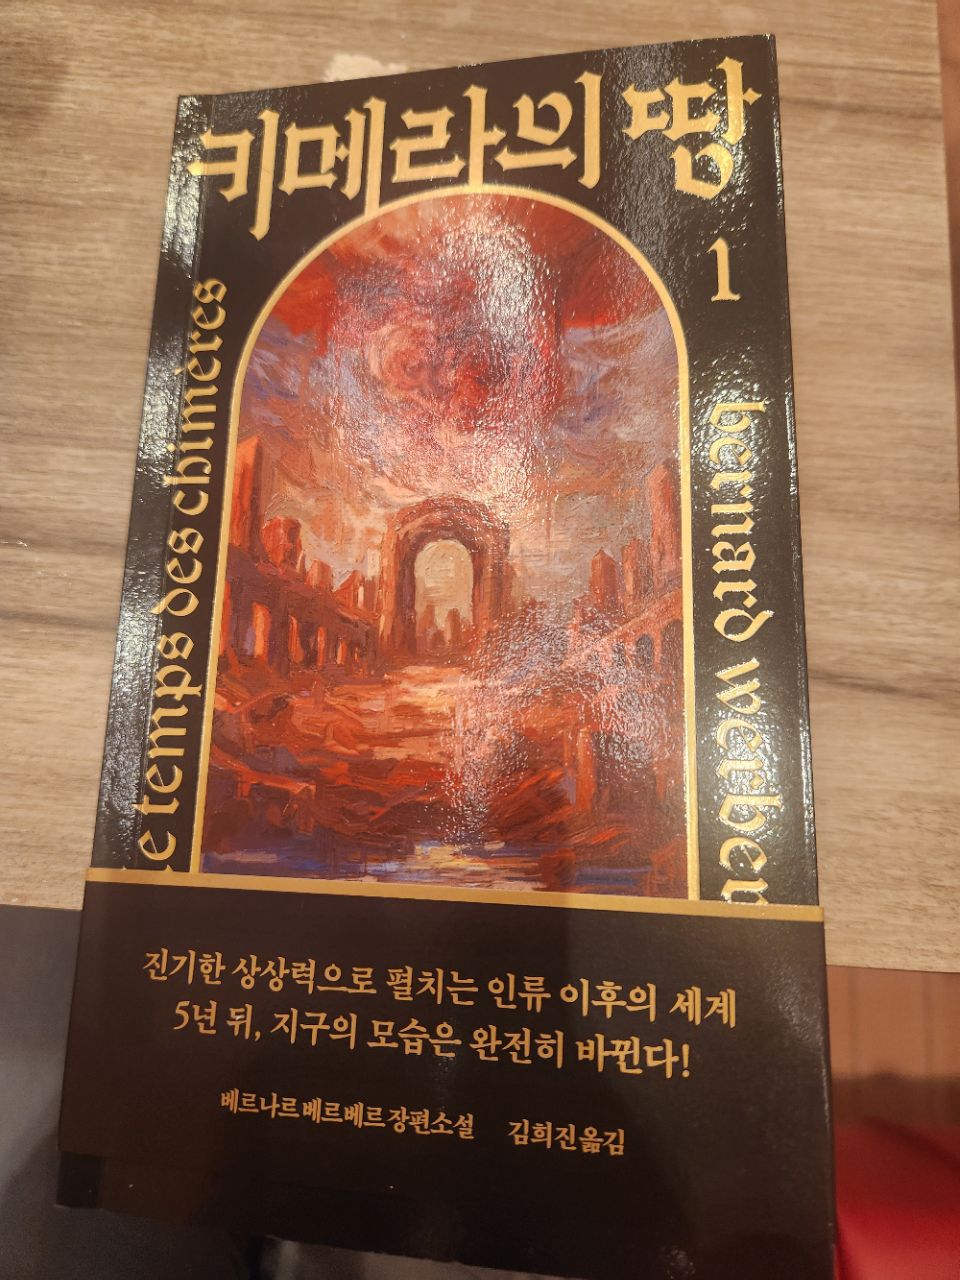 키메라의 땅
1
le temps des chimères
bernard werber
진기한 상상력으로 펼치는 인류 이후의 세계
5년 뒤, 지구의 모습은 완전히 바뀐다!
베르나르 베르베르 장편소설 김희진 옮김